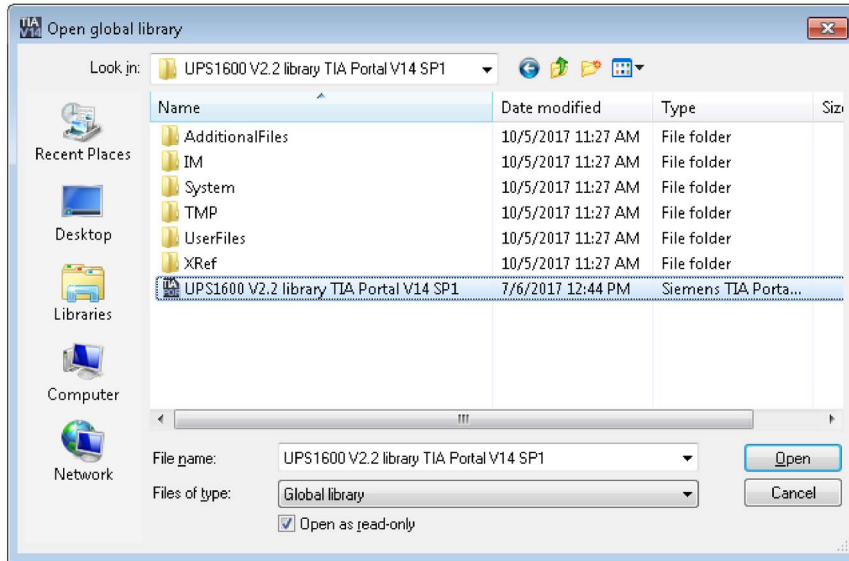 TIA V14 Open global library
Look in: UPS1600 V2.2 library TIA Portal V14 SP1
Name Date modified Type Siz
AdditionalFiles 10/5/2017 11:27 AM File folder
IM 10/5/2017 11:27 AM File folder
System 10/5/2017 11:27 AM File folder
TMP 10/5/2017 11:27 AM File folder
UserFiles 10/5/2017 11:27 AM File folder
XRef 10/5/2017 11:27 AM File folder
UPS1600 V2.2 library TIA Portal V14 SP1 7/6/2017 12:44 PM Siemens TIA Porta...
Recent Places
Desktop
Libraries
Computer
Network
File name: UPS1600 V2.2 library TIA Portal V14 SP1 Open
Files of type: Global library Cancel
Open as read-only